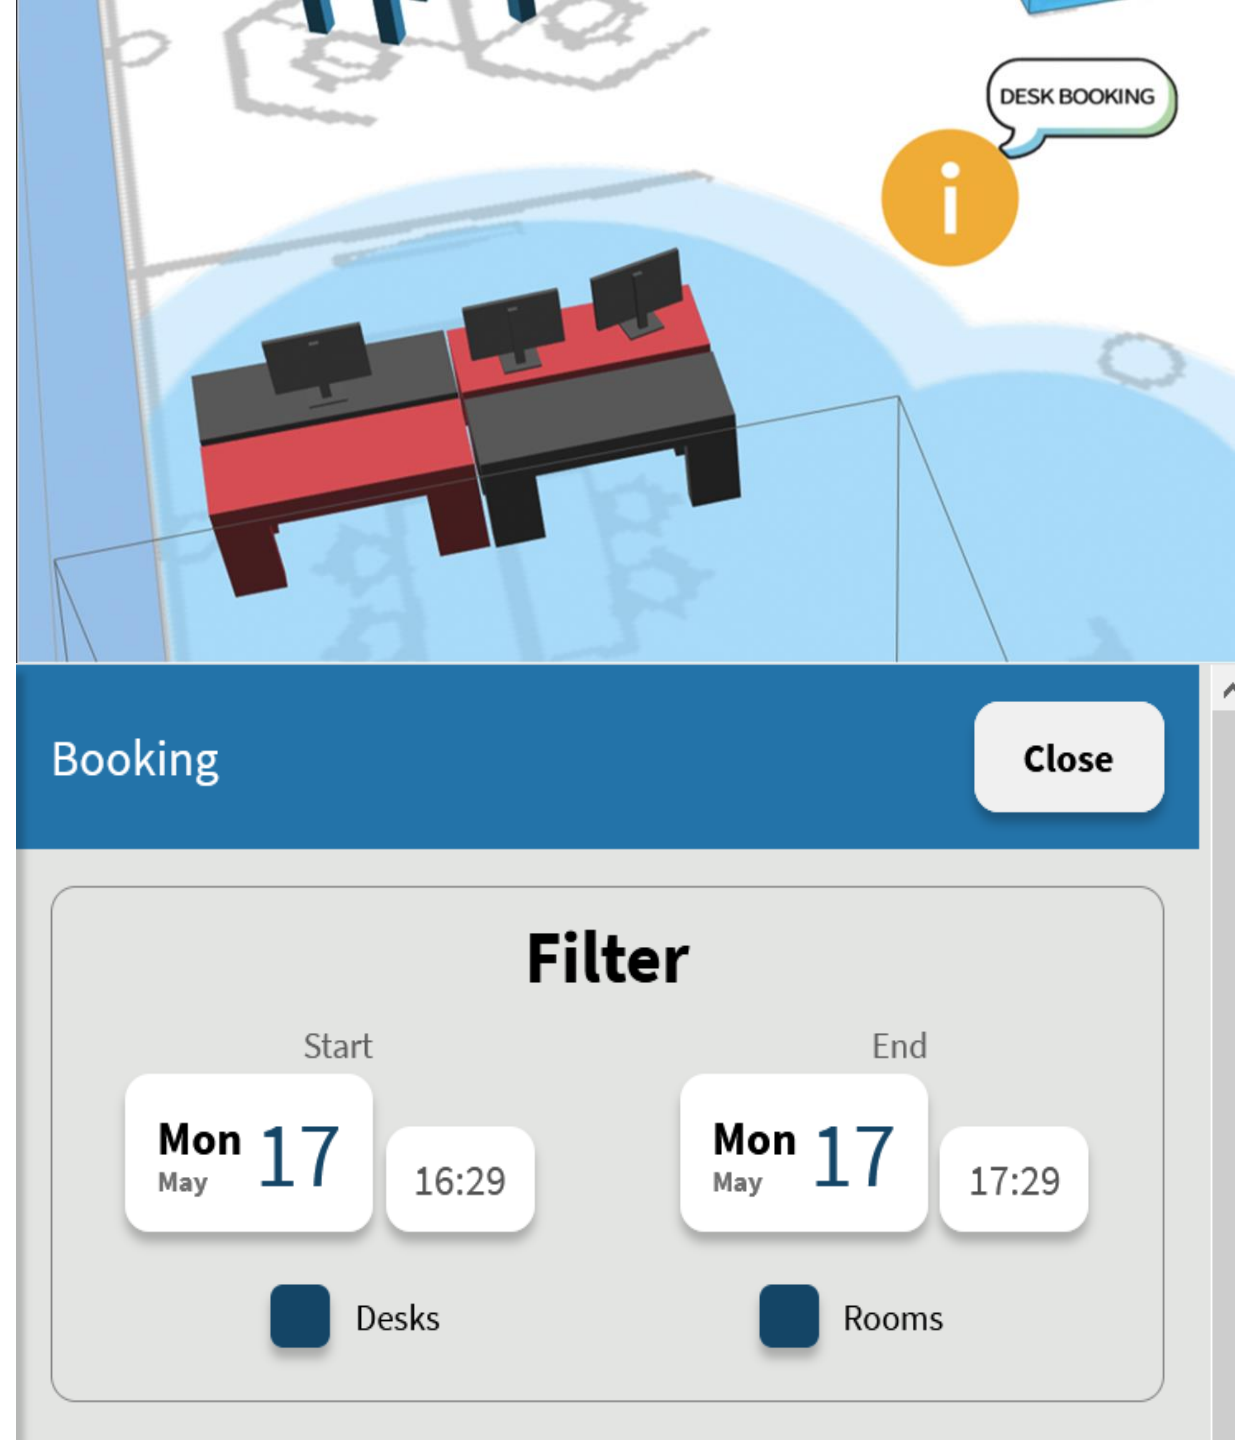 DESK BOOKING
i
Booking
Close
Filter
Start
End
Mon 17
May
16:29
Mon 17
May
17:29
Desks
Rooms